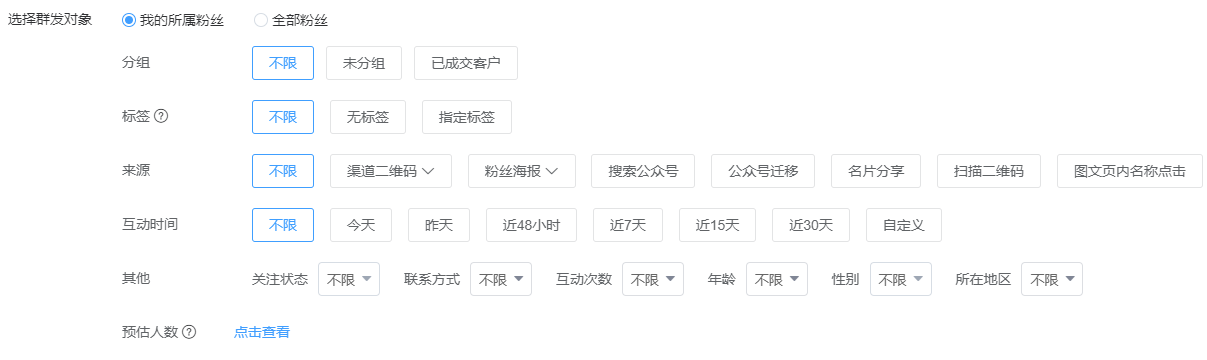 选择群发对象 我的所属粉丝 全部粉丝
分组 不限 未分组 已成交客户
标签 ? 不限 无标签 指定标签
来源 不限 渠道二维码 粉丝海报 搜索公众号 公众号迁移 名片分享 扫描二维码 图文页内名称点击
互动时间 不限 今天 昨天 近48小时 近7天 近15天 近30天 自定义
其他 关注状态 不限 联系方式 不限 互动次数 不限 年龄 不限 性别 不限 所在地区 不限
预估人数 ? 点击查看